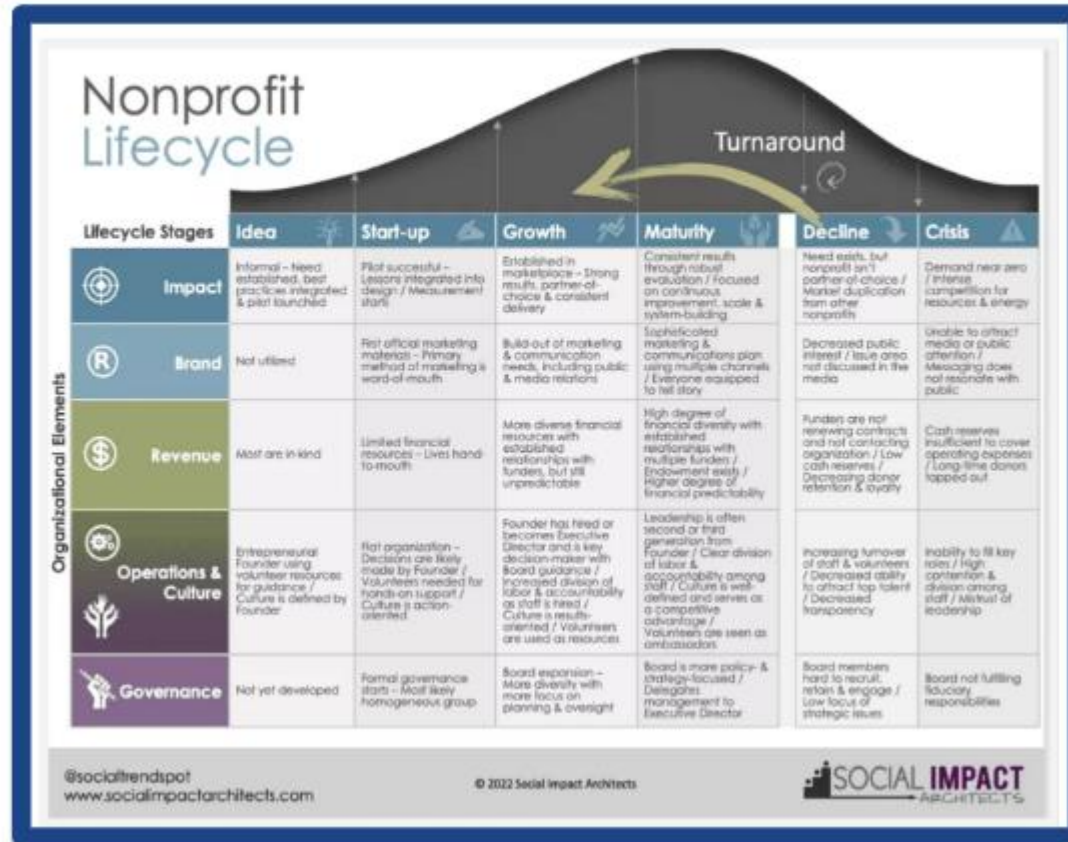 Nonprofit
Lifecycle
Turnaround
Lifecycle Stages
Idea
Start-up
Growth
Maturity
Decline
Crisis
Organizational Elements
Impact
Informal – Need
established, best
practices integrated
& pilot launched
Pilot successful –
Lessons integrated into
design / Measurement
starts
Established in
marketplace – Strong
results, partner-of-
choice & consistent
delivery
Consistent results
through robust
evaluation / Focused
on continuous
improvement, scale &
system-building
Need exists, but
nonprofit isn't
partner-of-choice /
Market duplication
from other
nonprofits
Demand near zero
/ Intense
competition for
resources & energy
R
Brand
Not utilized
First official marketing
materials – Primary
method of marketing is
word-of-mouth
Build-out of marketing
& communication
needs, including public
& media relations
Sophisticated
marketing &
communications plan
using multiple channels
/ Everyone equipped
to tell story
Decreased public
interest / Issue area
not discussed in the
media
Unable to attract
media or public
attention /
Messaging does
not resonate with
public
$
Revenue
Most are in-kind
Limited financial
resources – Lives hand-
to-mouth
More diverse financial
resources with
established
relationships with
funders, but still
unpredictable
High degree of
financial diversity with
established
relationships with
multiple funders /
Endowment exists /
Higher degree of
financial predictability
Funders are not
renewing contracts
and not contacting
organization / Low
cash reserves /
Decreasing donor
retention & loyalty
Cash reserves
insufficient to cover
operating expenses
/ Long-time donors
tapped out
Operations &
Culture
Entrepreneurial
Founder using
volunteer resources
for guidance /
Culture is defined by
Founder
Flat organization –
Decisions are likely
made by Founder /
Volunteers needed for
hands-on support /
Culture is action-
oriented
Founder has hired or
becomes Executive
Director and is key
decision-maker with
Board guidance /
Increased division of
labor & accountability
as staff is hired /
Culture is results-
oriented / Volunteers
are used as resources
Leadership is often
second or third
generation from
Founder / Clear division
of labor &
accountability among
staff / Culture is well-
defined and serves as
a competitive
advantage /
Volunteers are seen as
ambassadors
Increasing turnover
of staff & volunteers
/ Decreased ability
to attract top talent
/ Decreased
transparency
Inability to fill key
roles / High
contention &
division among
staff / Mistrust of
leadership
Governance
Not yet developed
Formal governance
starts – Most likely
homogeneous group
Board expansion –
More diversity with
more focus on
planning & oversight
Board is more policy- &
strategy-focused /
Delegates
management to
Executive Director
Board members
hard to recruit,
retain & engage /
Low focus of
strategic issues
Board not fulfilling
fiduciary
responsibilities
@socialtrendspot
www.socialimpactarchitects.com
© 2022 Social Impact Architects
SOCIAL IMPACT
ARCHITECTS